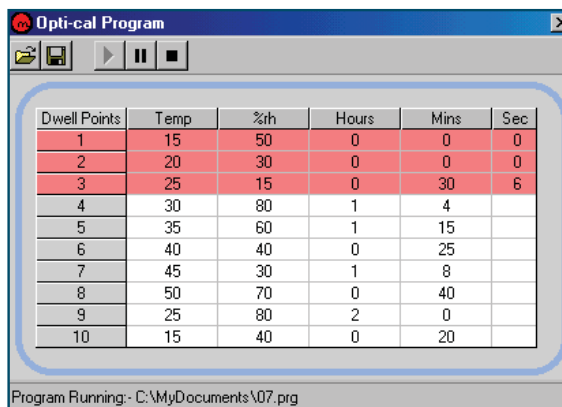 Opti-cal Program
Dwell Points Temp %rh Hours Mins Sec
1 15 50 0 0 0
2 20 30 0 0 0
3 25 15 0 30 6
4 30 80 1 4
5 35 60 1 15
6 40 40 0 25
7 45 30 1 8
8 50 70 0 40
9 25 80 2 0
10 15 40 0 20
Program Running:- C:\MyDocuments\07.prg